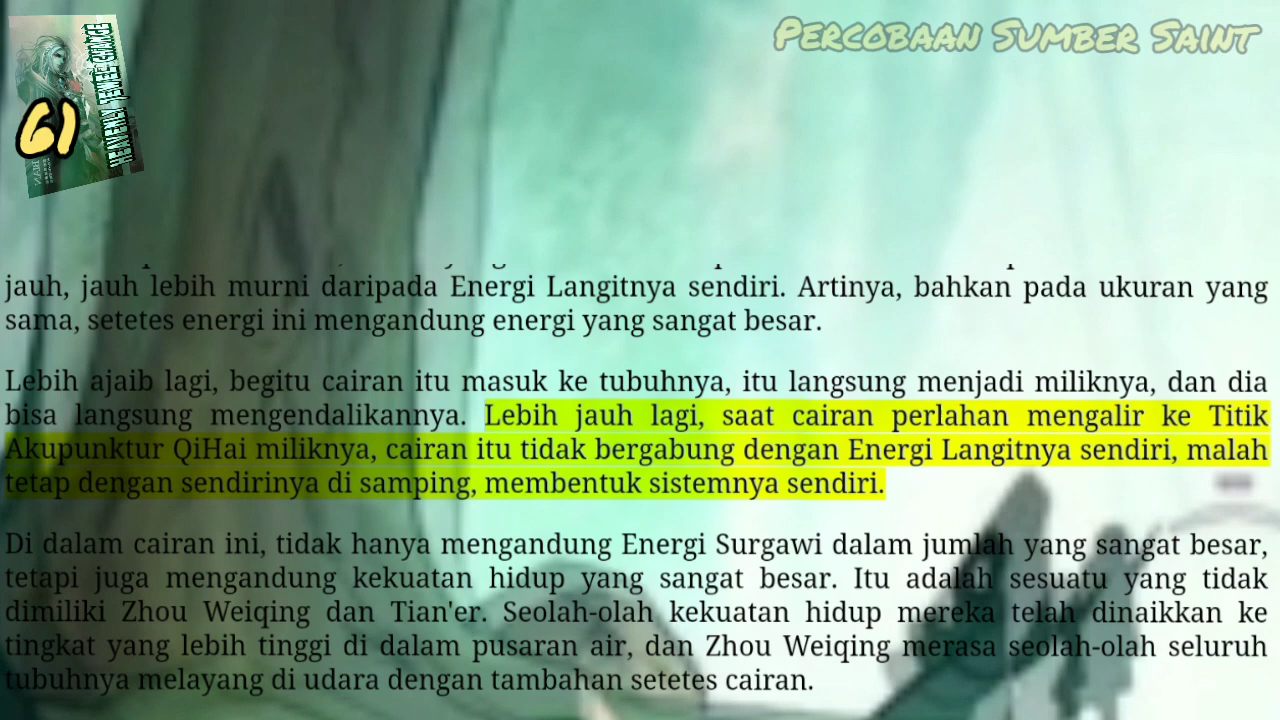 PERCOBAAN SUMBER SAINT
61
HEAVENLY JEWEL CHANGE
jauh, jauh lebih murni daripada Energi Langitnya sendiri. Artinya, bahkan pada ukuran yang
sama, setetes energi ini mengandung energi yang sangat besar.
Lebih ajaib lagi, begitu cairan itu masuk ke tubuhnya, itu langsung menjadi miliknya, dan dia
bisa langsung mengendalikannya. Lebih jauh lagi, saat cairan perlahan mengalir ke Titik
Akupunktur QiHai miliknya, cairan itu tidak bergabung dengan Energi Langitnya sendiri, malah
tetap dengan sendirinya di samping, membentuk sistemnya sendiri.
Di dalam cairan ini, tidak hanya mengandung Energi Surgawi dalam jumlah yang sangat besar,
tetapi juga mengandung kekuatan hidup yang sangat besar. Itu adalah sesuatu yang tidak
dimiliki Zhou Weiqing dan Tian'er. Seolah-olah kekuatan hidup mereka telah dinaikkan ke
tingkat yang lebih tinggi di dalam pusaran air, dan Zhou Weiqing merasa seolah-olah seluruh
tubuhnya melayang di udara dengan tambahan setetes cairan.